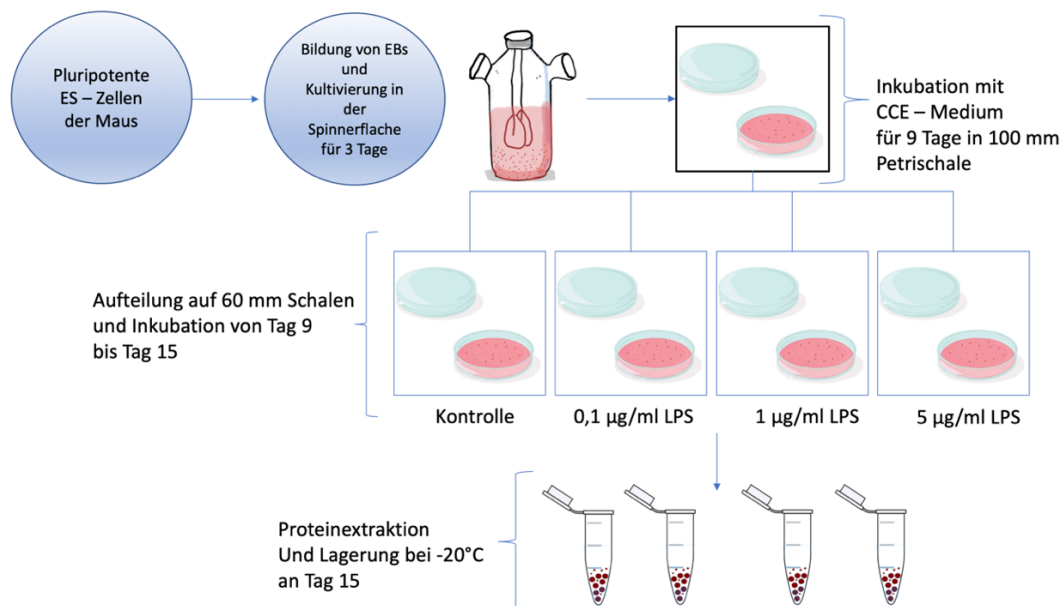 Pluripotente
ES – Zellen
der Maus
Bildung von EBs
und
Kultivierung in
der
Spinnerflache
für 3 Tage
Inkubation mit
CCE – Medium
für 9 Tage in 100 mm
Petrischale
Aufteilung auf 60 mm Schalen
und Inkubation von Tag 9
bis Tag 15
Kontrolle
0,1 µg/ml LPS
1 µg/ml LPS
5 µg/ml LPS
Proteinextraktion
Und Lagerung bei -20°C
an Tag 15